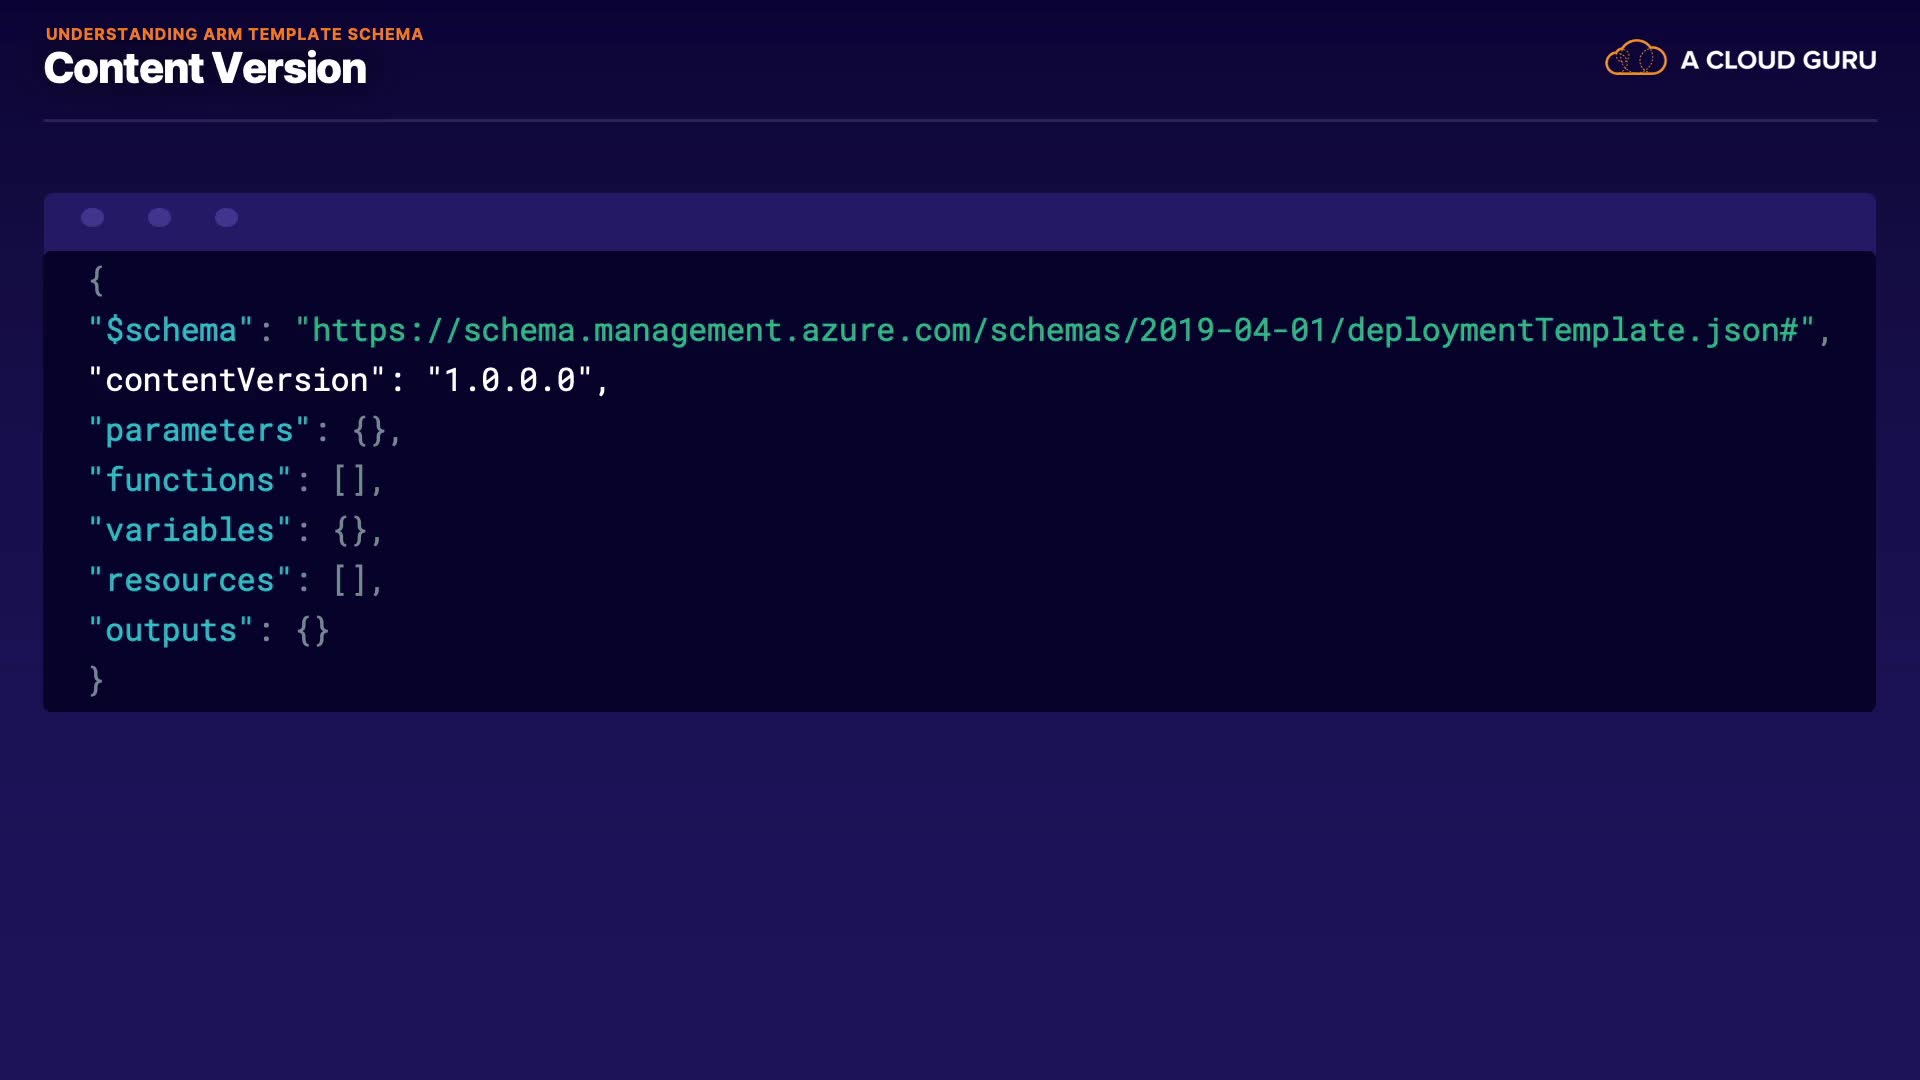 UNDERSTANDING ARM TEMPLATE SCHEMA
Content Version
A CLOUD GURU
{
"$schema": "https://schema.management.azure.com/schemas/2019-04-01/deploymentTemplate.json#",
"contentVersion": "1.0.0.0",
"parameters": {},
"functions": [],
"variables": {},
"resources": [],
"outputs": {}
}